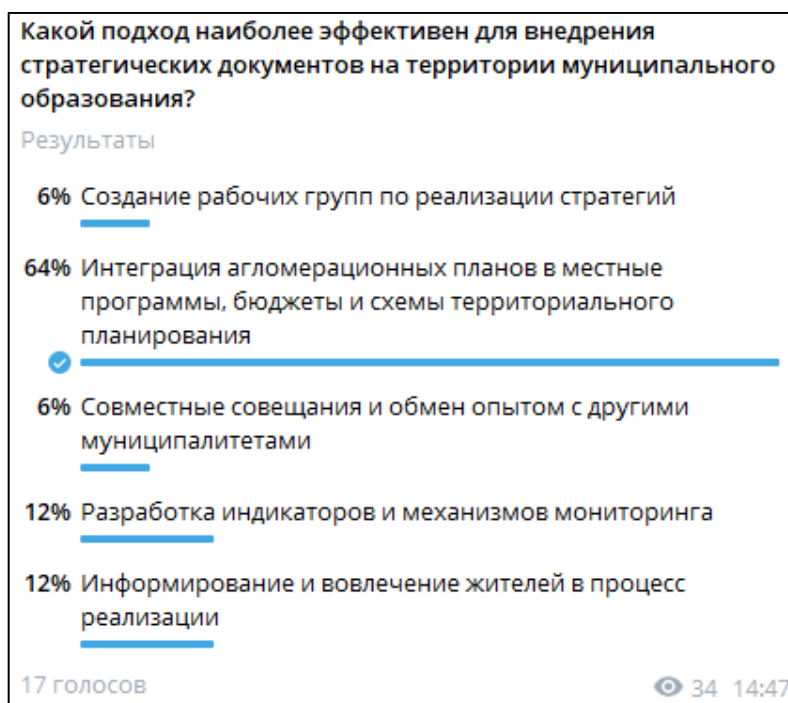 Какой подход наиболее эффективен для внедрения
стратегических документов на территории муниципального
образования?
Результаты
6% Создание рабочих групп по реализации стратегий
64% Интеграция агломерационных планов в местные
программы, бюджеты и схемы территориального
планирования
6% Совместные совещания и обмен опытом с другими
муниципалитетами
12% Разработка индикаторов и механизмов мониторинга
12% Информирование и вовлечение жителей в процесс
реализации
17 голосов 34 14:47